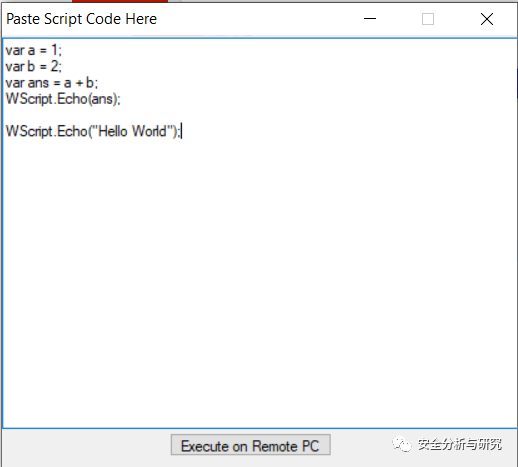 Paste Script Code Here
var a = 1;
var b = 2;
var ans = a + b;
WScript.Echo(ans);
WScript.Echo("Hello World");
Execute on Remote PC
安全分析与研究